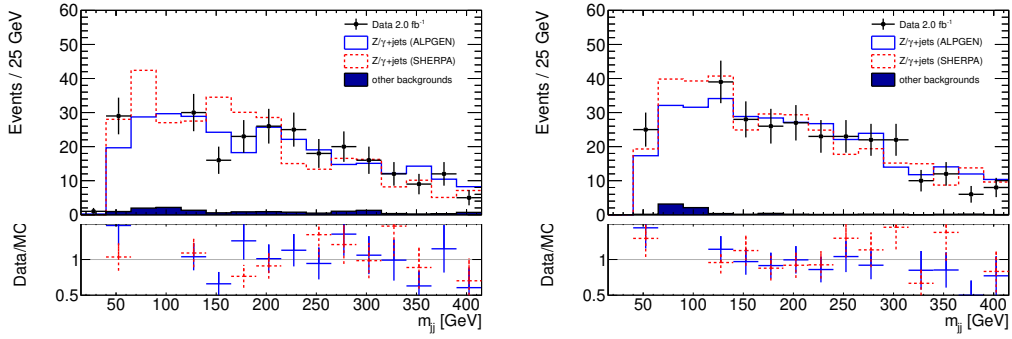 Events / 25 GeV
60
50
40
30
20
10
0
Data 2.0 fb⁻¹
Z/γ+jets (ALPGEN)
Z/γ+jets (SHERPA)
other backgrounds
Data/MC
1
0.5
50 100 150 200 250 300 350 400
m_jj [GeV]
Events / 25 GeV
60
50
40
30
20
10
0
Data 2.0 fb⁻¹
Z/γ+jets (ALPGEN)
Z/γ+jets (SHERPA)
other backgrounds
Data/MC
1
0.5
50 100 150 200 250 300 350 400
m_jj [GeV]